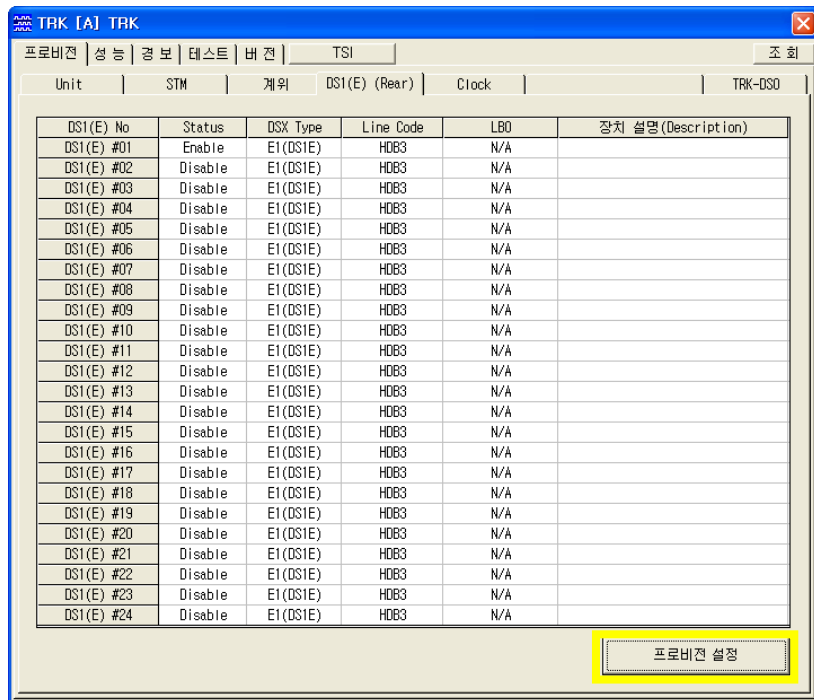 TRK [A] TRK
프로비젼 성 능 경 보 테스트 버 젼 TSI 조 회
Unit STM 계위 DS1(E) (Rear) Clock TRK-DS0
DS1(E) No Status DSX Type Line Code LBO 장치 설명(Description)
DS1(E) #01 Enable E1(DS1E) HDB3 N/A
DS1(E) #02 Disable E1(DS1E) HDB3 N/A
DS1(E) #03 Disable E1(DS1E) HDB3 N/A
DS1(E) #04 Disable E1(DS1E) HDB3 N/A
DS1(E) #05 Disable E1(DS1E) HDB3 N/A
DS1(E) #06 Disable E1(DS1E) HDB3 N/A
DS1(E) #07 Disable E1(DS1E) HDB3 N/A
DS1(E) #08 Disable E1(DS1E) HDB3 N/A
DS1(E) #09 Disable E1(DS1E) HDB3 N/A
DS1(E) #10 Disable E1(DS1E) HDB3 N/A
DS1(E) #11 Disable E1(DS1E) HDB3 N/A
DS1(E) #12 Disable E1(DS1E) HDB3 N/A
DS1(E) #13 Disable E1(DS1E) HDB3 N/A
DS1(E) #14 Disable E1(DS1E) HDB3 N/A
DS1(E) #15 Disable E1(DS1E) HDB3 N/A
DS1(E) #16 Disable E1(DS1E) HDB3 N/A
DS1(E) #17 Disable E1(DS1E) HDB3 N/A
DS1(E) #18 Disable E1(DS1E) HDB3 N/A
DS1(E) #19 Disable E1(DS1E) HDB3 N/A
DS1(E) #20 Disable E1(DS1E) HDB3 N/A
DS1(E) #21 Disable E1(DS1E) HDB3 N/A
DS1(E) #22 Disable E1(DS1E) HDB3 N/A
DS1(E) #23 Disable E1(DS1E) HDB3 N/A
DS1(E) #24 Disable E1(DS1E) HDB3 N/A
프로비젼 설정